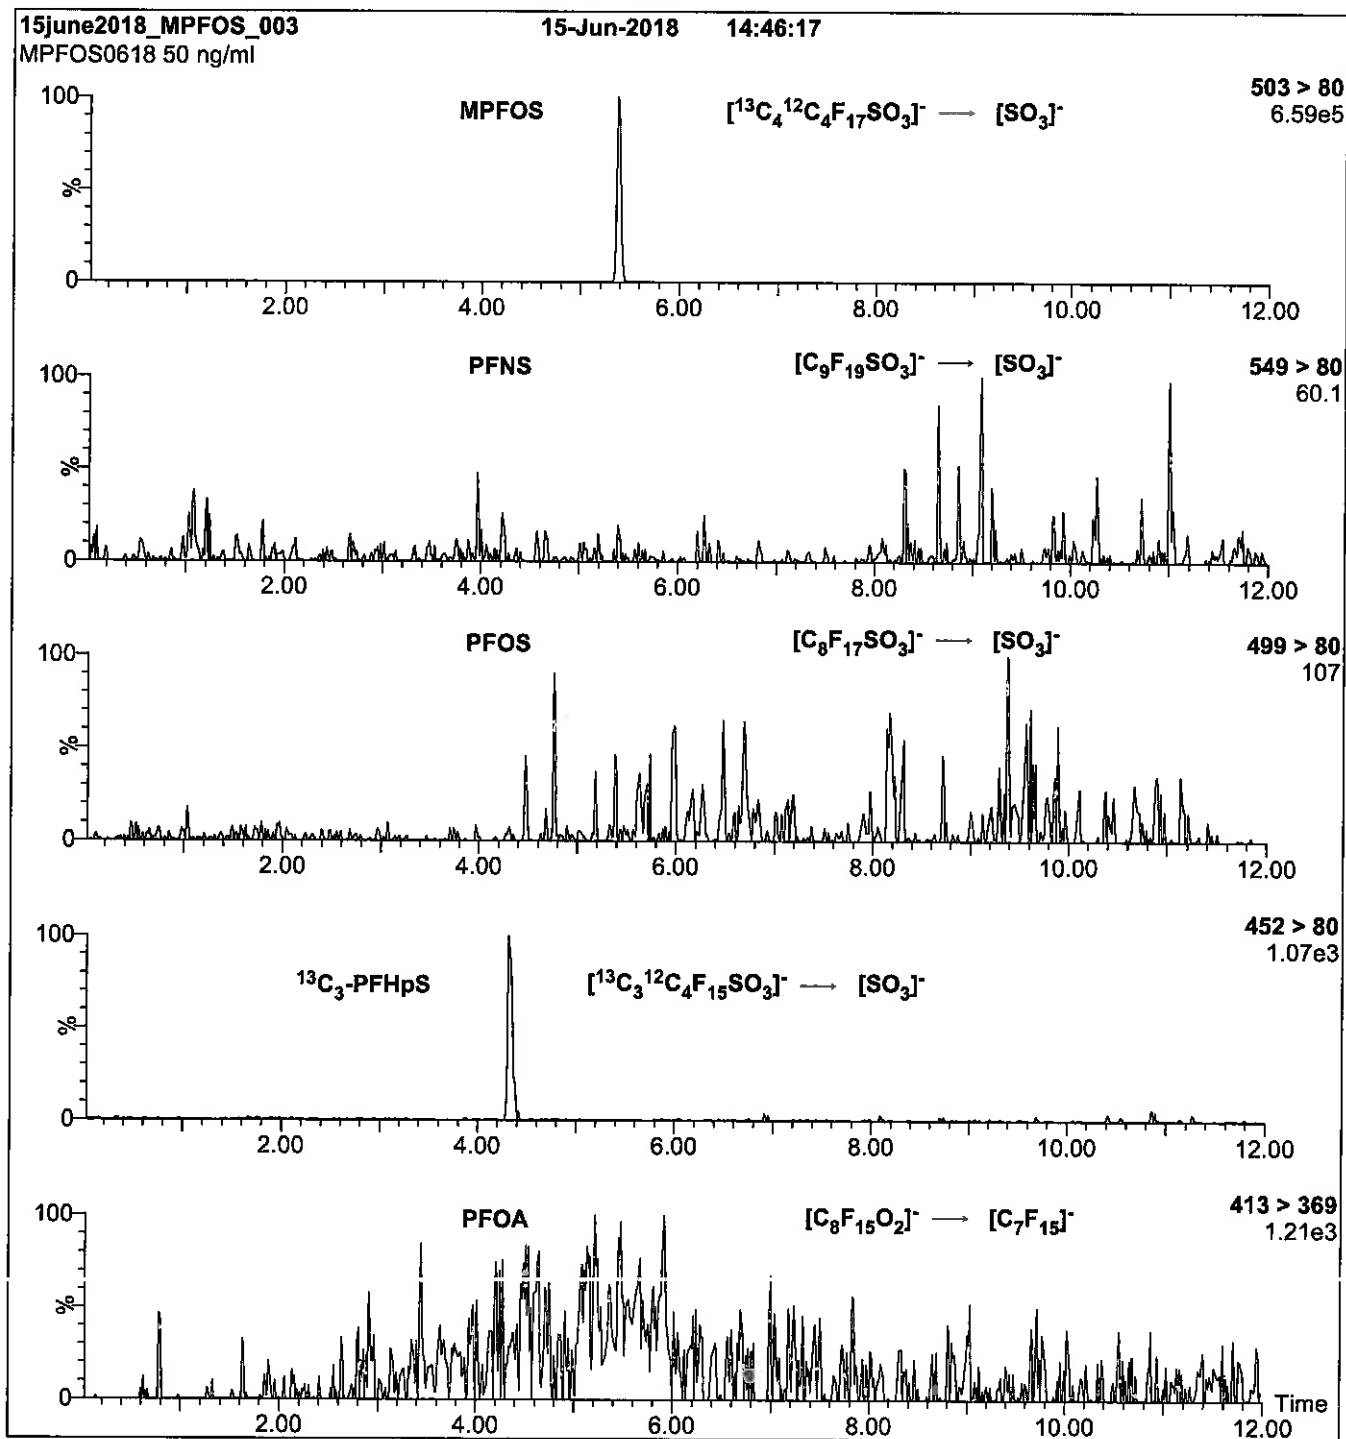 15june2018_MPFOS_003 15-Jun-2018 14:46:17
MPFOS0618 50 ng/ml
503 > 80
6.59e5
MPFOS [¹³C₄¹²C₄F₁₇SO₃]⁻ → [SO₃]⁻
100
%
0
2.00 4.00 6.00 8.00 10.00 12.00
PFNS [C₉F₁₉SO₃]⁻ → [SO₃]⁻ 549 > 80
60.1
100
%
0
2.00 4.00 6.00 8.00 10.00 12.00
PFOS [C₈F₁₇SO₃]⁻ → [SO₃]⁻ 499 > 80
107
100
%
0
2.00 4.00 6.00 8.00 10.00 12.00
452 > 80
1.07e3
100
¹³C₃-PFHpS [¹³C₃¹²C₄F₁₅SO₃]⁻ → [SO₃]⁻
%
0
2.00 4.00 6.00 8.00 10.00 12.00
413 > 369
1.21e3
100
PFOA [C₈F₁₅O₂]⁻ → [C₇F₁₅]⁻
%
0
Time
2.00 4.00 6.00 8.00 10.00 12.00